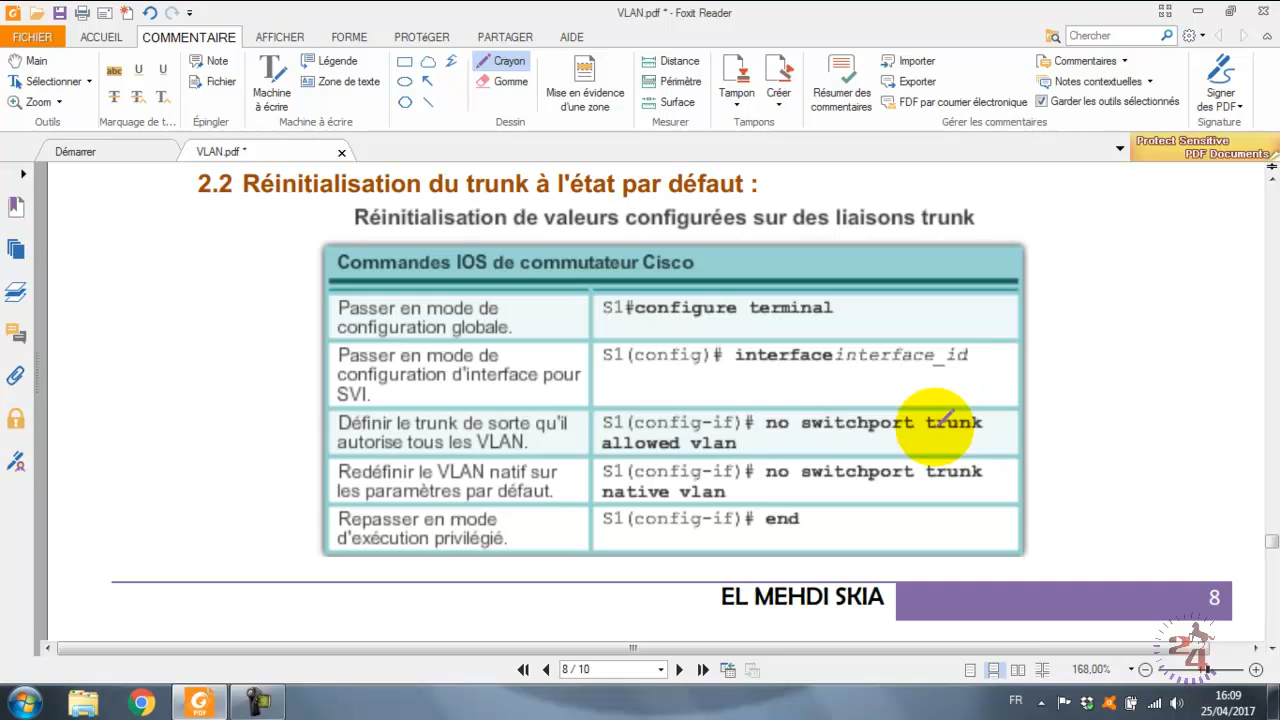 VLAN.pdf * - Foxit Reader
FICHIER ACCUEIL COMMENTAIRE AFFICHER FORME PROTéGER PARTAGER AIDE
Chercher
Main
Sélectionner
Zoom
Outils
abc U U
T T T
Marquage de t...
Note
Fichier
Épingler
Machine
à écrire
Légende
Zone de texte
Machine à écrire
Crayon
Gomme
Dessin
Mise en évidence
d'une zone
Distance
Périmètre
Surface
Mesurer
Tampon
Créer
Tampons
Résumer des
commentaires
Importer
Exporter
FDF par courrier électronique
Commentaires
Notes contextuelles
Garder les outils sélectionnés
Gérer les commentaires
Signer
des PDF
Signature
Démarrer
VLAN.pdf *
Protect Sensitive
PDF Documents
2.2 Réinitialisation du trunk à l'état par défaut :
Réinitialisation de valeurs configurées sur des liaisons trunk
Commandes IOS de commutateur Cisco
Passer en mode de
configuration globale.
S1#configure terminal
Passer en mode de
configuration d'interface pour
SVI.
S1(config)# interfaceinterface_id
Définir le trunk de sorte qu'il
autorise tous les VLAN.
S1(config-if)# no switchport trunk
allowed vlan
Redéfinir le VLAN natif sur
les paramètres par défaut.
S1(config-if)# no switchport trunk
native vlan
Repasser en mode
d'exécution privilégié.
S1(config-if)# end
EL MEHDI SKIA
8
24
8 / 10
168,00%
PDF
FR
16:09
25/04/2017